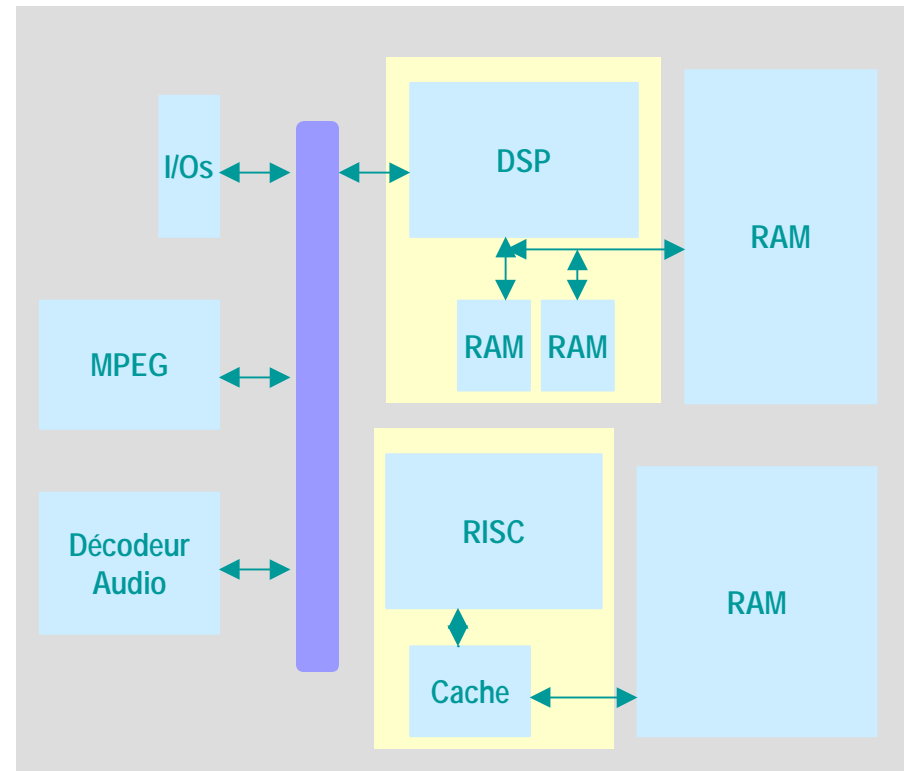 I/Os
DSP
RAM
RAM
RAM
MPEG
Décodeur
Audio
RISC
Cache
RAM